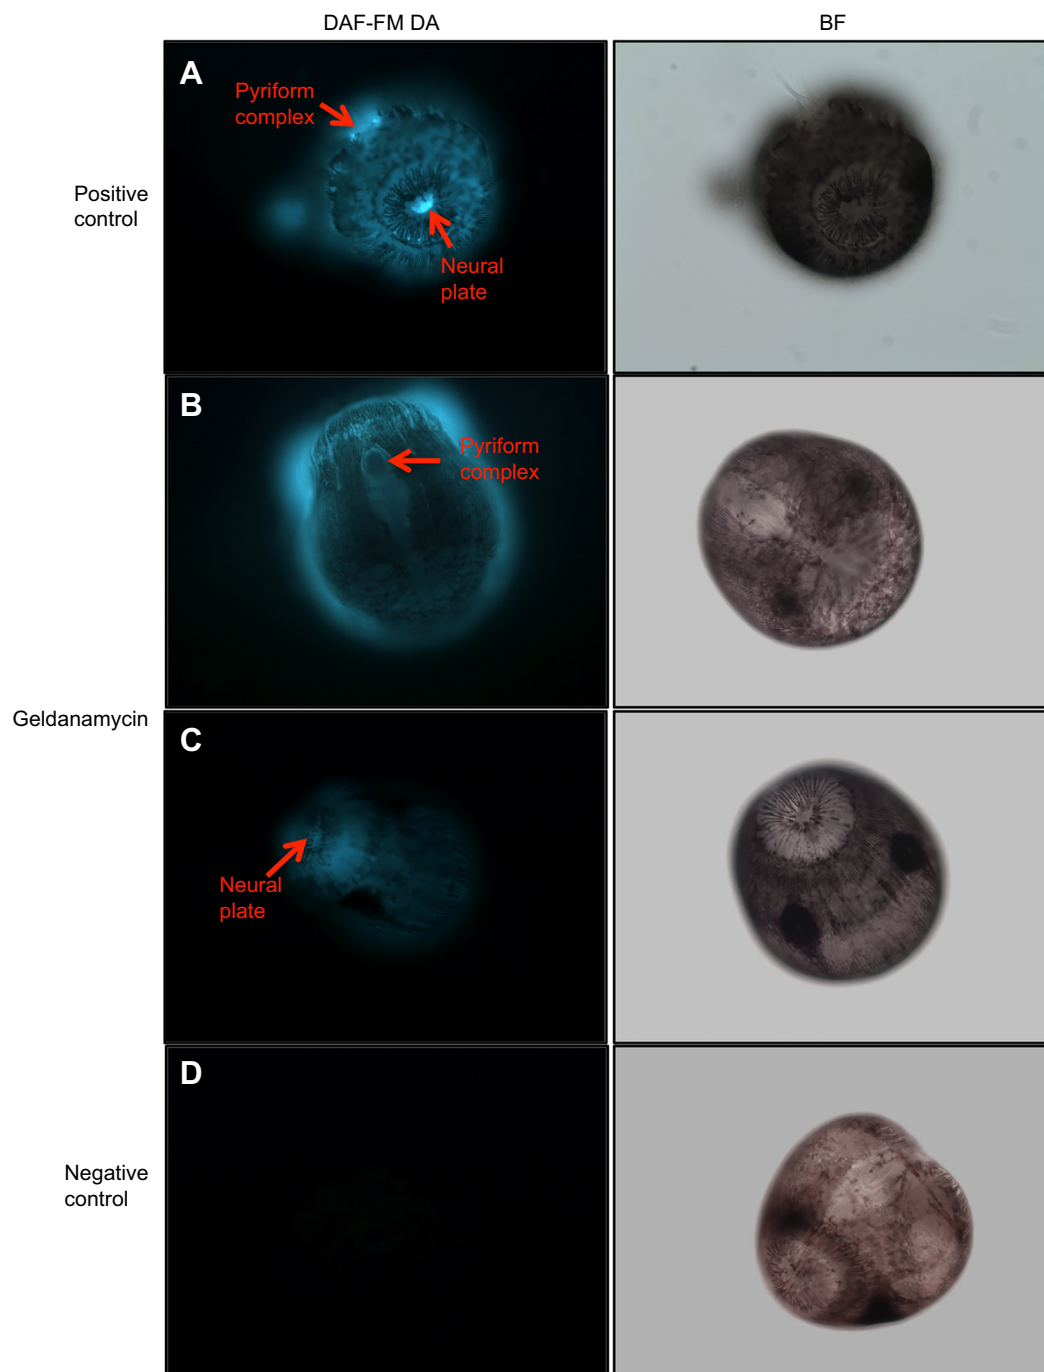 DAF-FM DA
BF
Positive
control
A
Pyriform
complex
Neural
plate
Geldanamycin
B
Pyriform
complex
C
Neural
plate
Negative
control
D